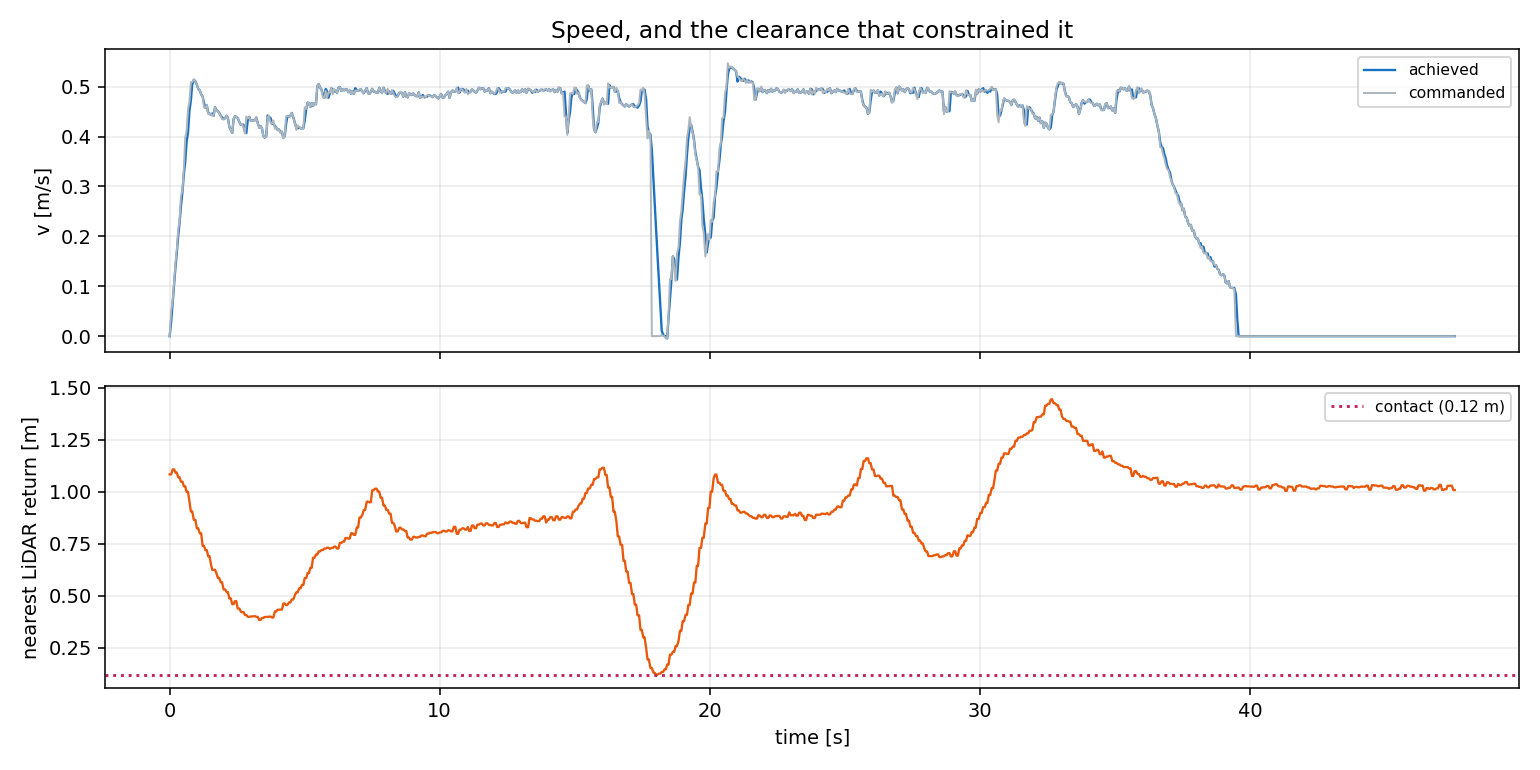 Speed, and the clearance that constrained it
achieved
commanded
v [m/s]
0.5
0.4
0.3
0.2
0.1
0.0
contact (0.12 m)
nearest LiDAR return [m]
1.50
1.25
1.00
0.75
0.50
0.25
0 10 20 30 40
time [s]